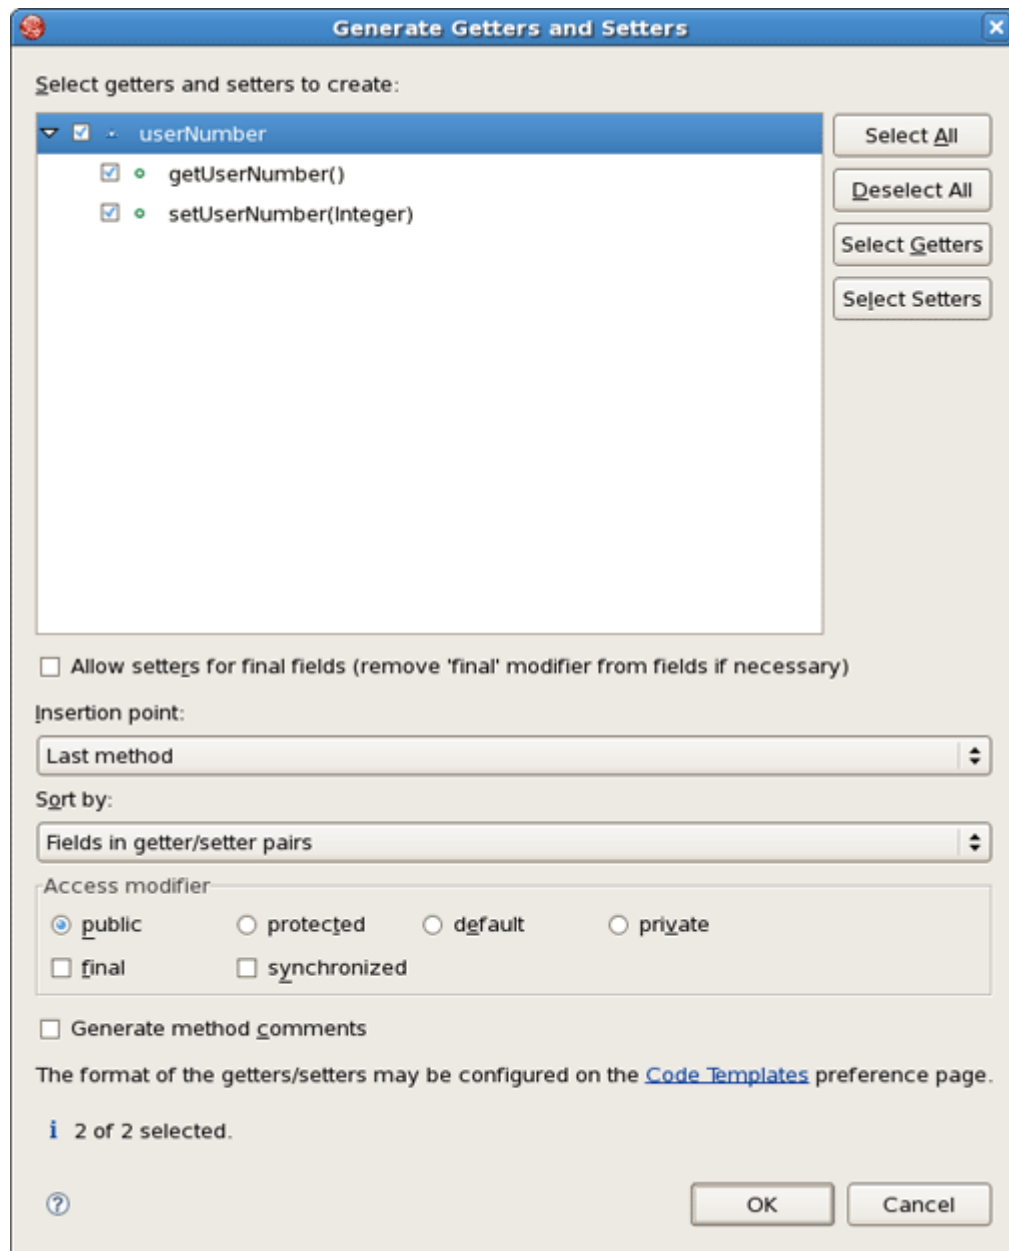 Generate Getters and Setters
Select getters and setters to create:
userNumber
getUserNumber()
setUserNumber(Integer)
Select All
Deselect All
Select Getters
Select Setters
Allow setters for final fields (remove 'final' modifier from fields if necessary)
Insertion point:
Last method
Sort by:
Fields in getter/setter pairs
Access modifier
public protected default private
final synchronized
Generate method comments
The format of the getters/setters may be configured on the Code Templates preference page.
2 of 2 selected.
OK Cancel